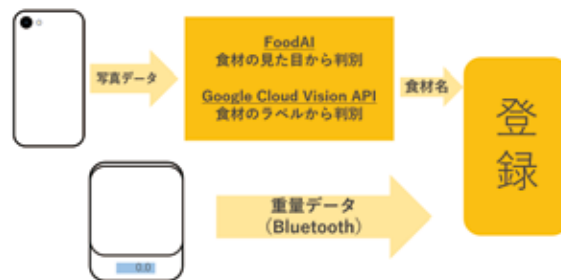 写真データ
FoodAI
食材の見た目から判別
Google Cloud Vision API
食材のラベルから判別
食材名
登録
重量データ
（Bluetooth）
0.0